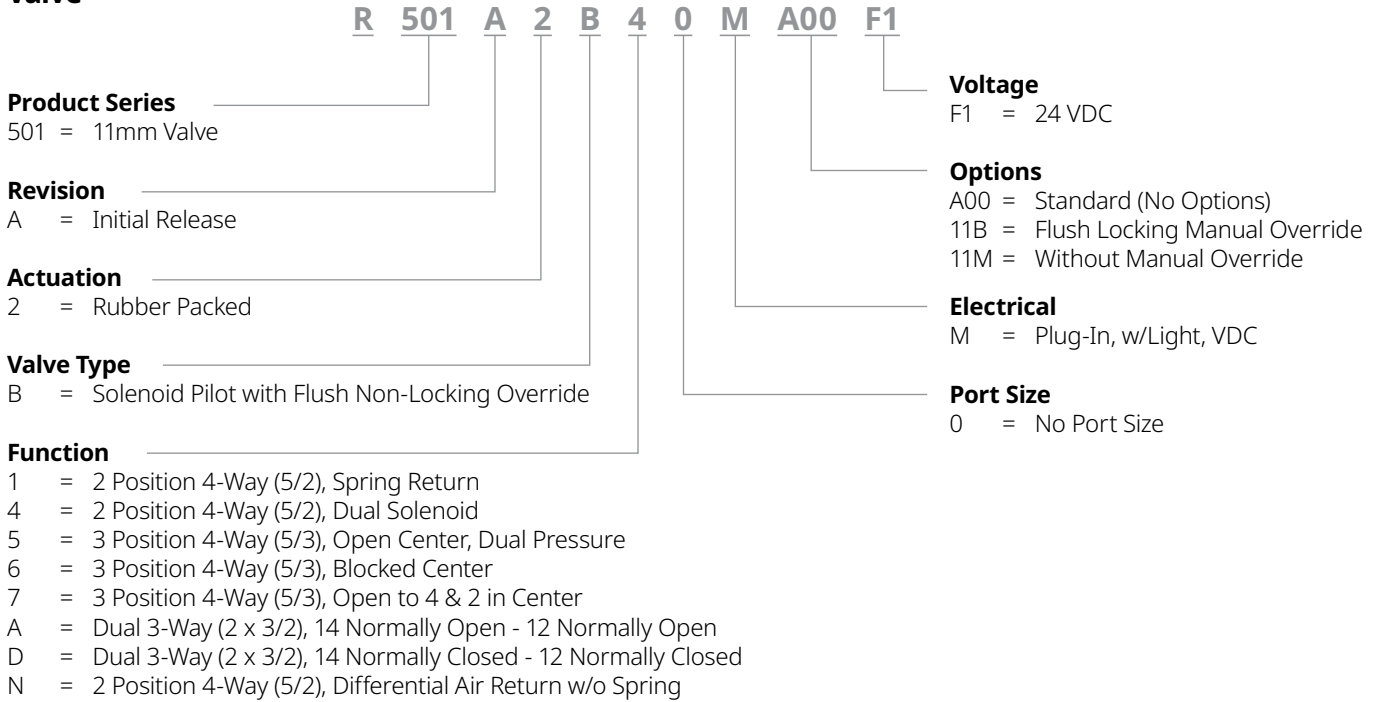 R 501 A 2 B 4 0 M A00 F1
Product Series
501 = 11mm Valve
Revision
A = Initial Release
Actuation
2 = Rubber Packed
Valve Type
B = Solenoid Pilot with Flush Non-Locking Override
Function
1 = 2 Position 4-Way (5/2), Spring Return
4 = 2 Position 4-Way (5/2), Dual Solenoid
5 = 3 Position 4-Way (5/3), Open Center, Dual Pressure
6 = 3 Position 4-Way (5/3), Blocked Center
7 = 3 Position 4-Way (5/3), Open to 4 & 2 in Center
A = Dual 3-Way (2 x 3/2), 14 Normally Open - 12 Normally Open
D = Dual 3-Way (2 x 3/2), 14 Normally Closed - 12 Normally Closed
N = 2 Position 4-Way (5/2), Differential Air Return w/o Spring
Voltage
F1 = 24 VDC
Options
A00 = Standard (No Options)
11B = Flush Locking Manual Override
11M = Without Manual Override
Electrical
M = Plug-In, w/Light, VDC
Port Size
0 = No Port Size